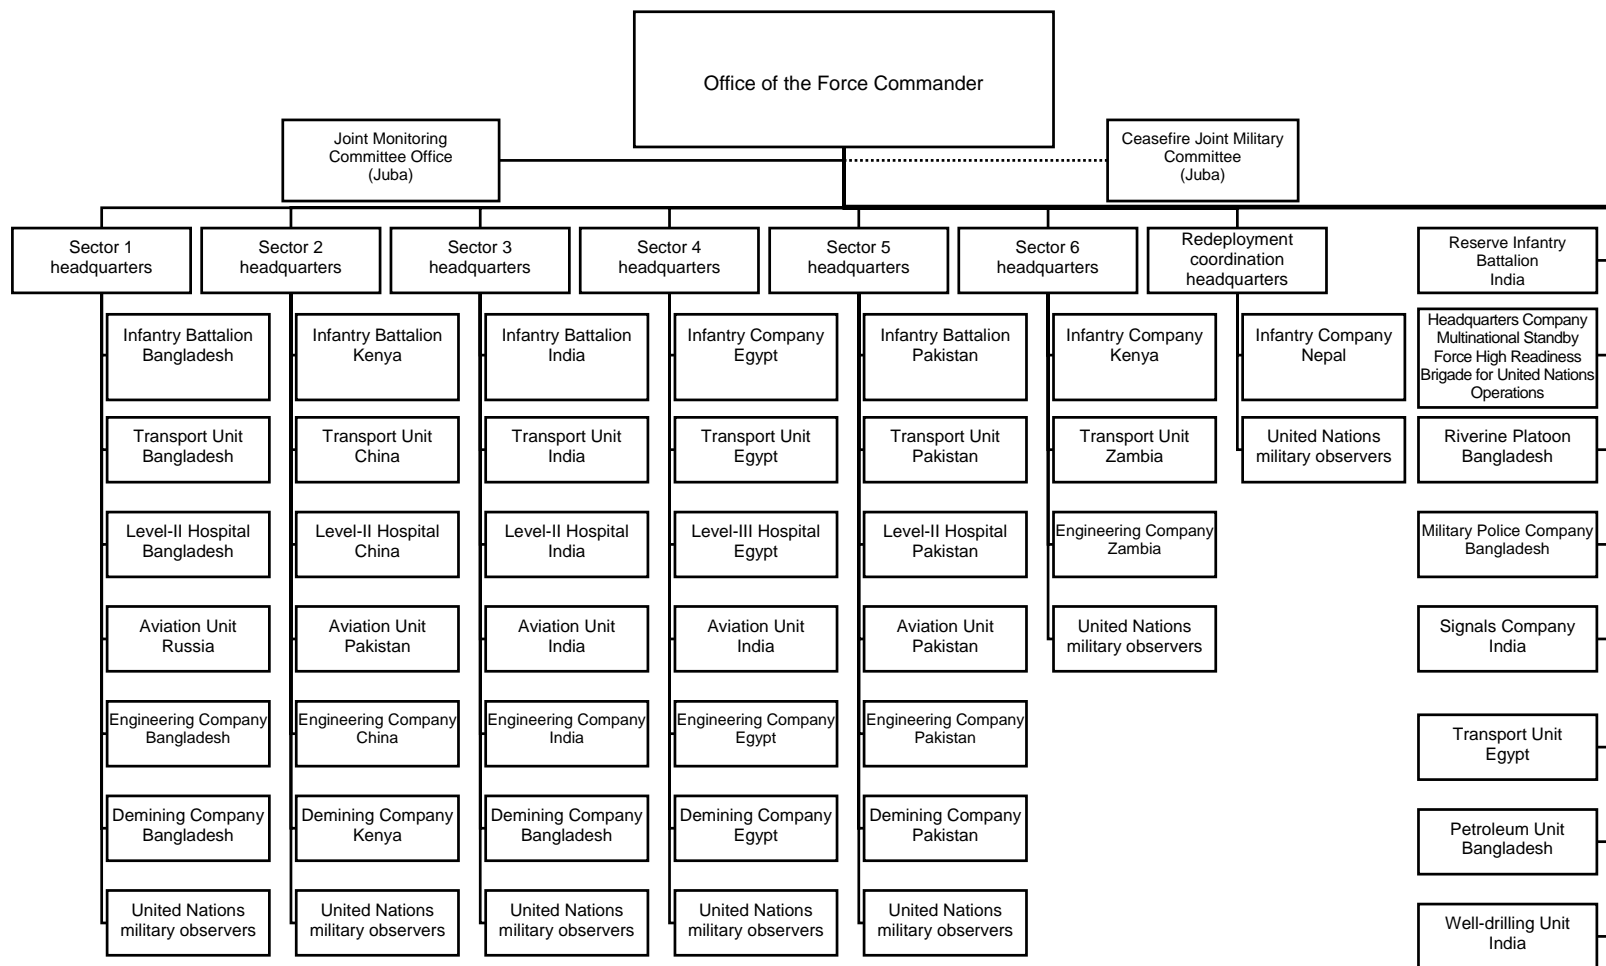 Office of the Force Commander
Joint Monitoring
Committee Office
(Juba)
Ceasefire Joint Military
Committee
(Juba)
Sector 1
headquarters
Sector 2
headquarters
Sector 3
headquarters
Sector 4
headquarters
Sector 5
headquarters
Sector 6
headquarters
Redeployment
coordination
headquarters
Reserve Infantry
Battalion
India
Infantry Battalion
Bangladesh
Infantry Battalion
Kenya
Infantry Battalion
India
Infantry Company
Egypt
Infantry Battalion
Pakistan
Infantry Company
Kenya
Infantry Company
Nepal
Headquarters Company
Multinational Standby
Force High Readiness
Brigade for United Nations
Operations
Transport Unit
Bangladesh
Transport Unit
China
Transport Unit
India
Transport Unit
Egypt
Transport Unit
Pakistan
Transport Unit
Zambia
United Nations
military observers
Riverine Platoon
Bangladesh
Level-II Hospital
Bangladesh
Level-II Hospital
China
Level-II Hospital
India
Level-III Hospital
Egypt
Level-II Hospital
Pakistan
Engineering Company
Zambia
Military Police Company
Bangladesh
Aviation Unit
Russia
Aviation Unit
Pakistan
Aviation Unit
India
Aviation Unit
India
Aviation Unit
Pakistan
United Nations
military observers
Signals Company
India
Engineering Company
Bangladesh
Engineering Company
China
Engineering Company
India
Engineering Company
Egypt
Engineering Company
Pakistan
Transport Unit
Egypt
Demining Company
Bangladesh
Demining Company
Kenya
Demining Company
Bangladesh
Demining Company
Egypt
Demining Company
Pakistan
Petroleum Unit
Bangladesh
United Nations
military observers
United Nations
military observers
United Nations
military observers
United Nations
military observers
United Nations
military observers
Well-drilling Unit
India